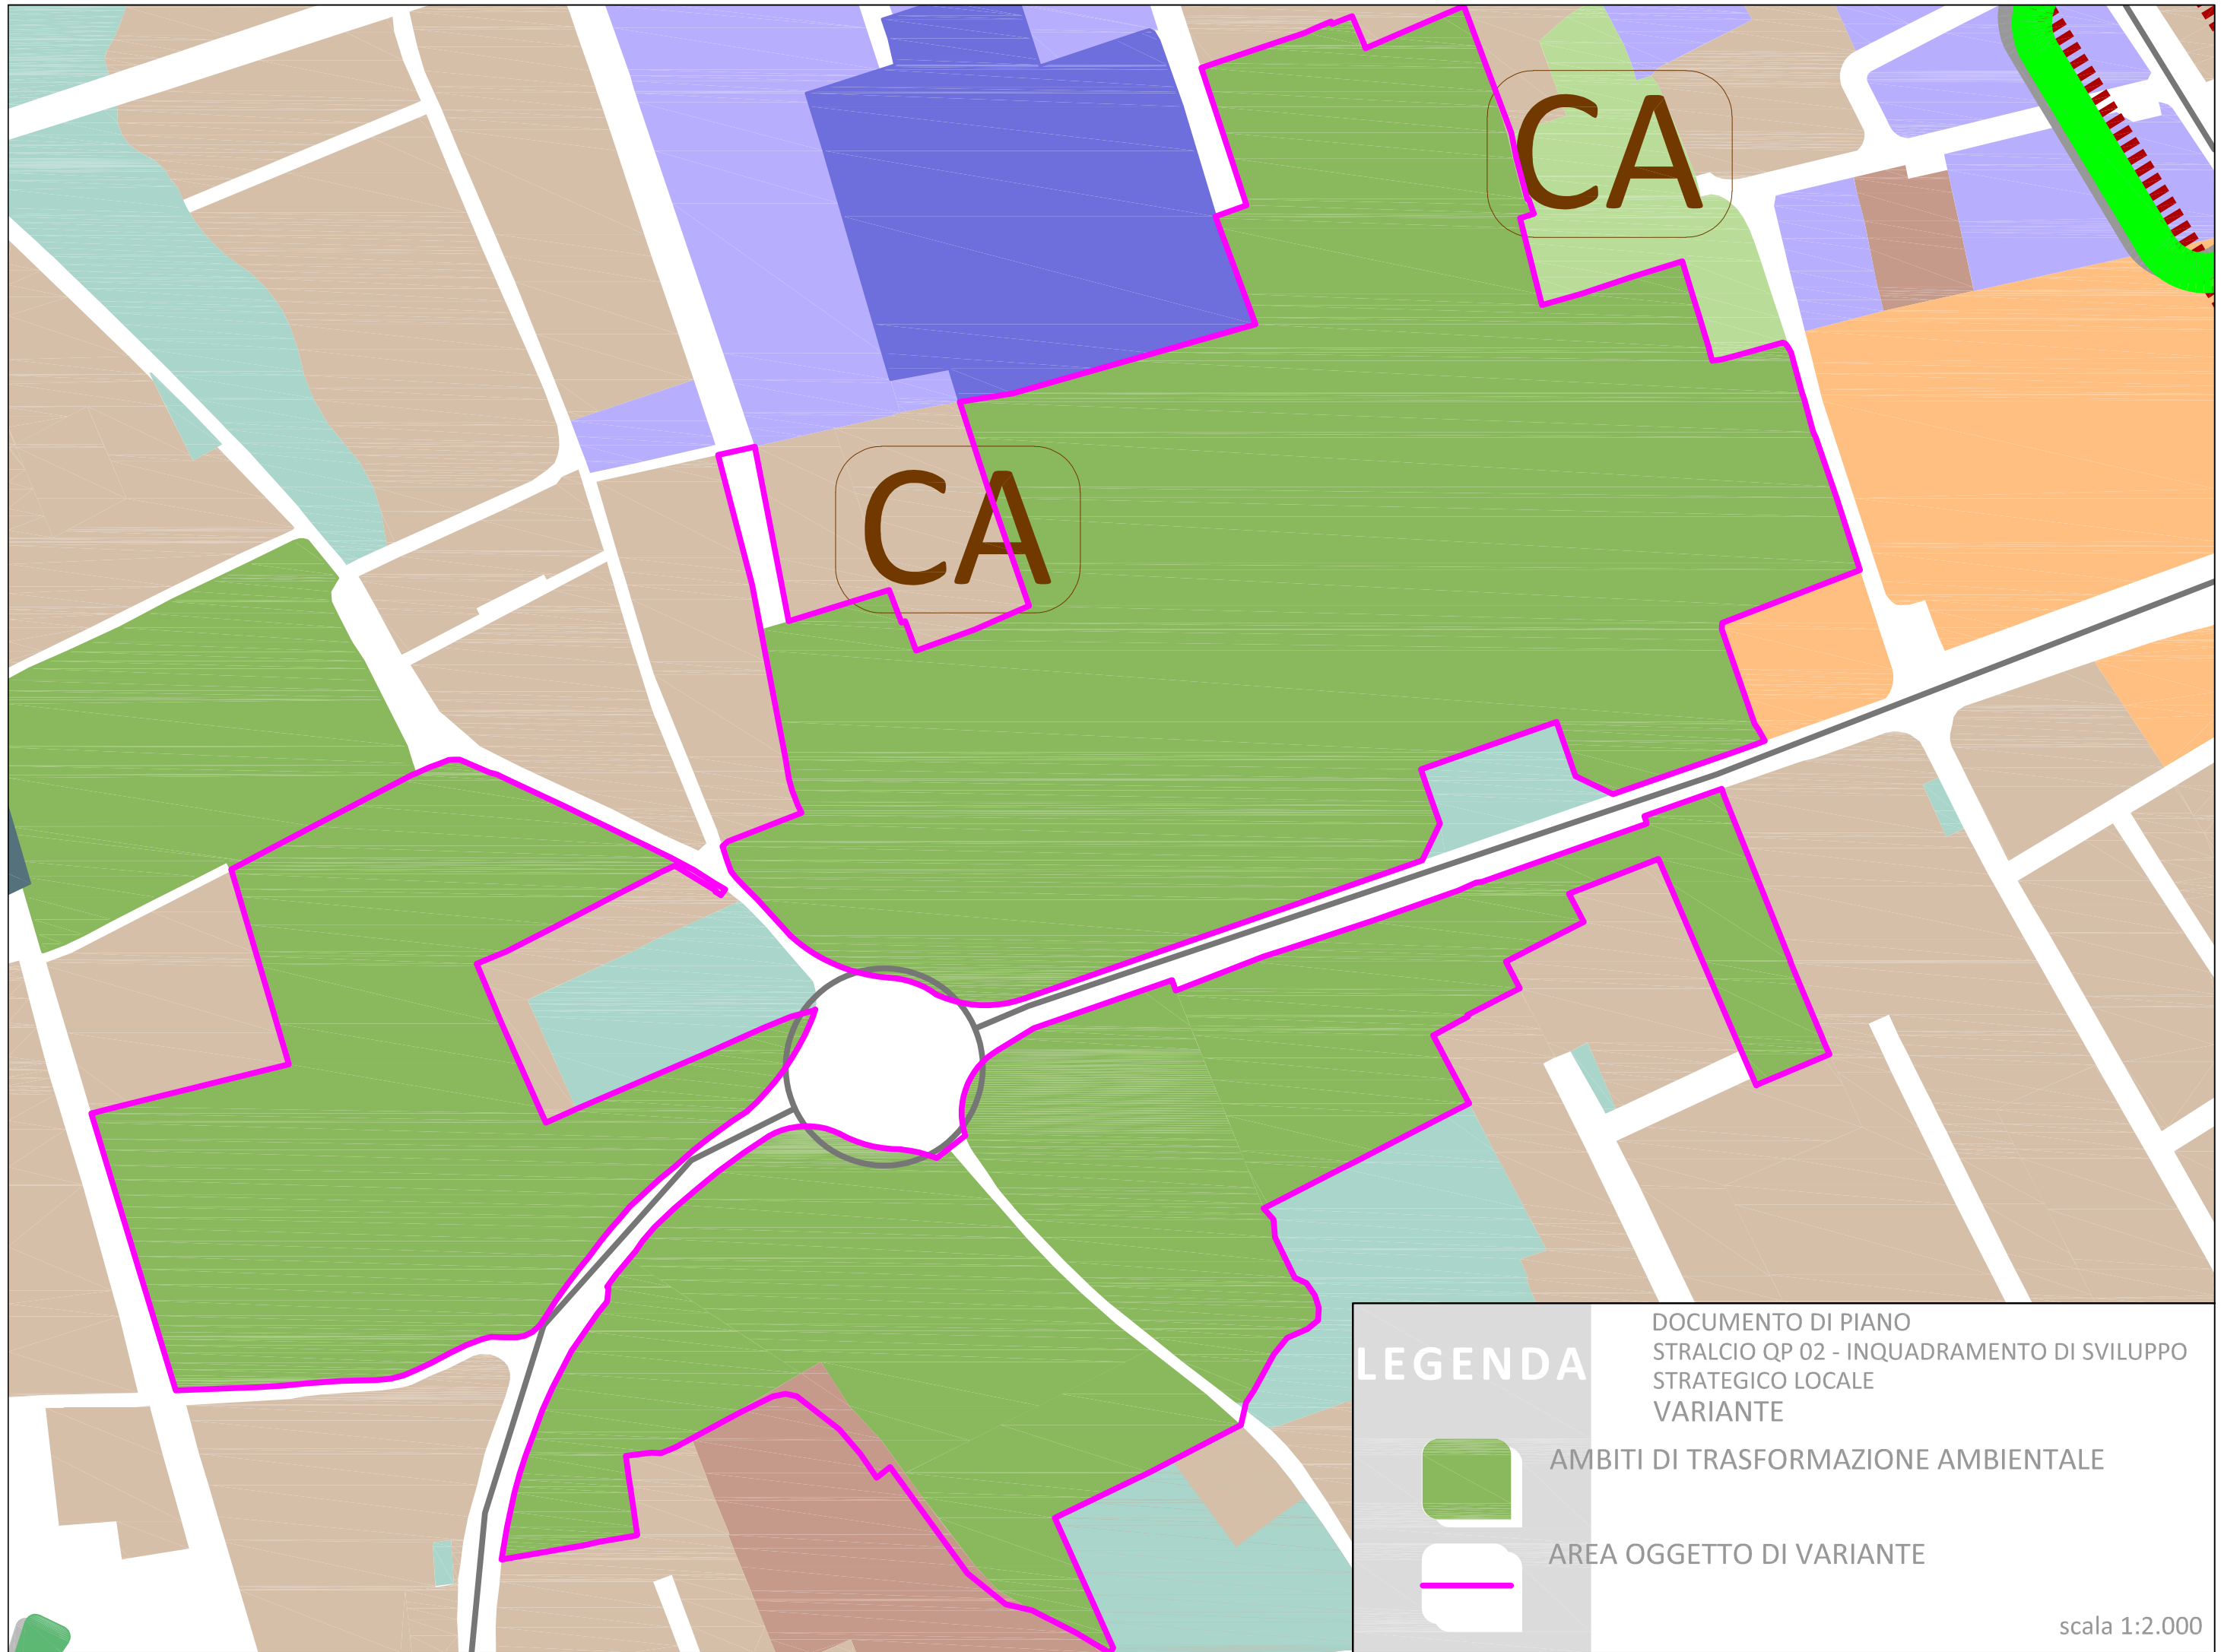 CA
CA
LEGENDA
DOCUMENTO DI PIANO
STRALCIO QP 02 - INQUADRAMENTO DI SVILUPPO
STRATEGICO LOCALE
VARIANTE
AMBITI DI TRASFORMAZIONE AMBIENTALE
AREA OGGETTO DI VARIANTE
scala 1:2.000